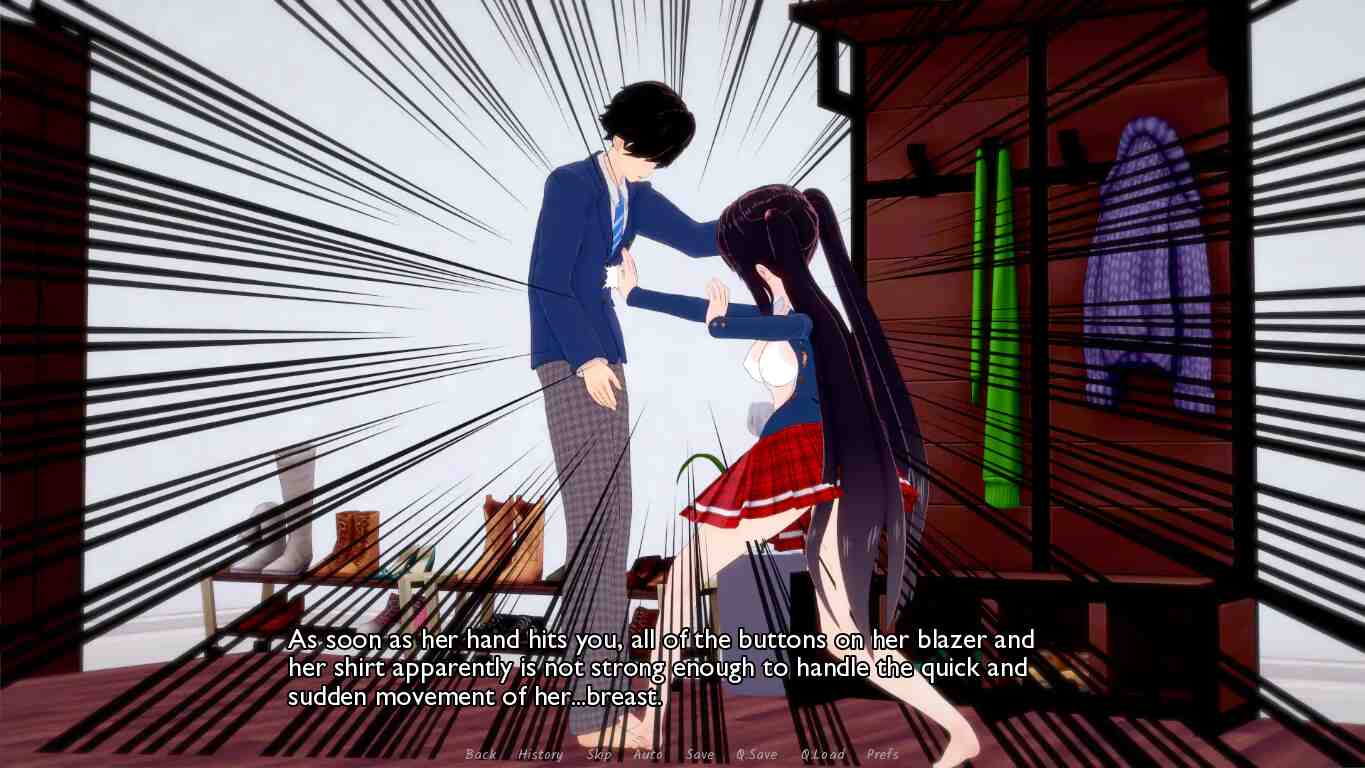 As soon as her hand hits you, all of the buttons on her blazer and
her shirt apparently is not strong enough to handle the quick and
sudden movement of her...breast.
Back History Skip Auto Save Q.Save Q.Load Prefs